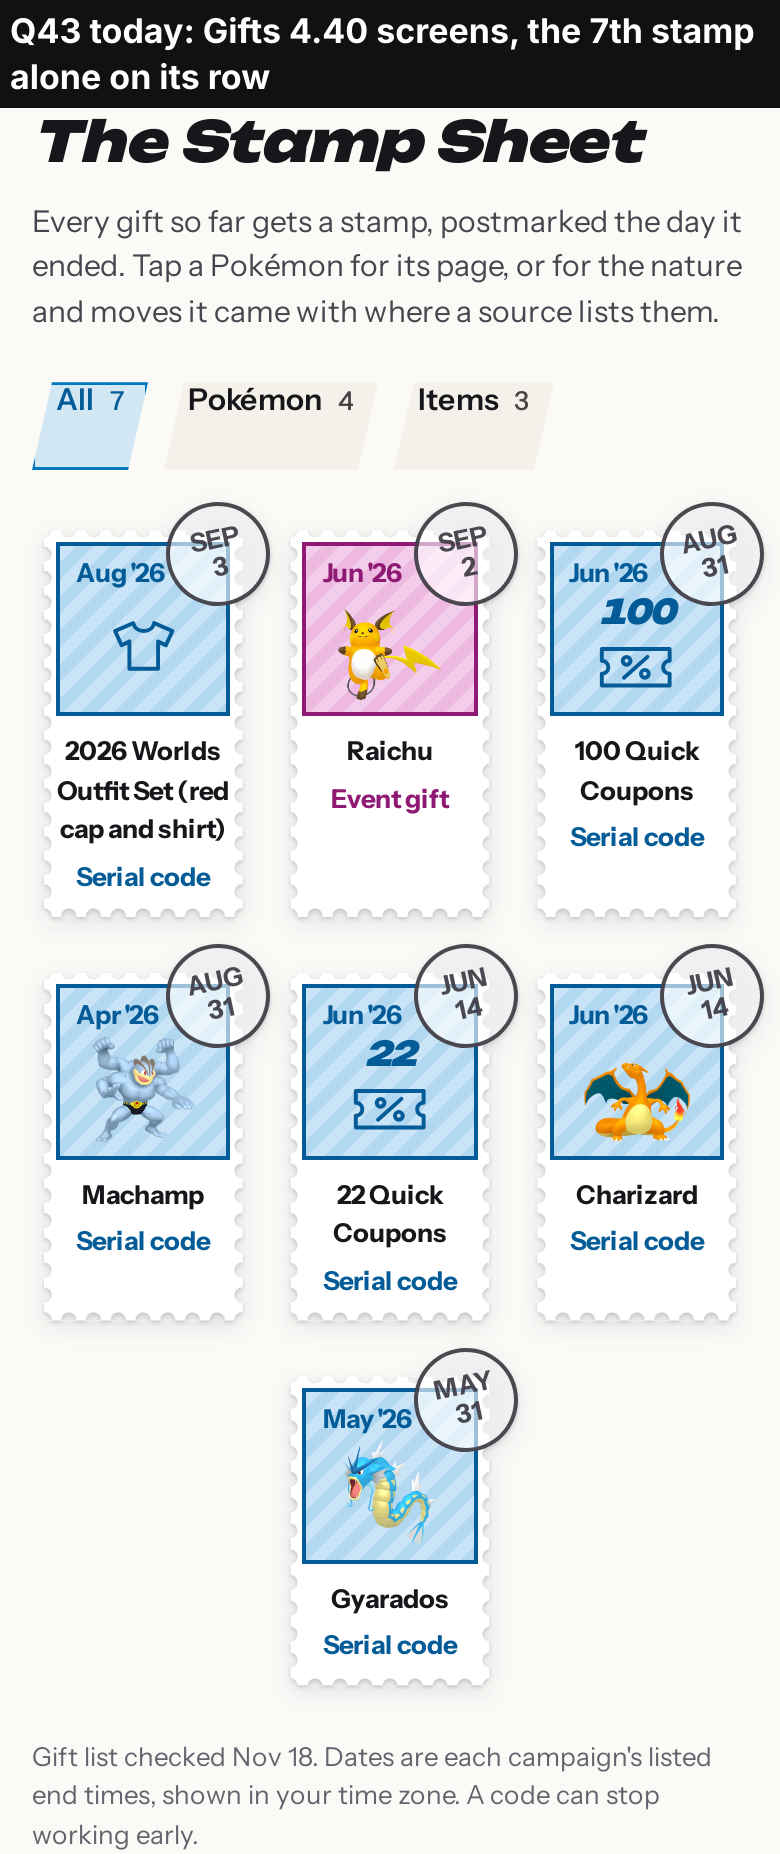 Q43 today: Gifts 4.40 screens, the 7th stamp
alone on its row
The Stamp Sheet
Every gift so far gets a stamp, postmarked the day it
ended. Tap a Pokémon for its page, or for the nature
and moves it came with where a source lists them.
All 7
Pokémon 4
Items 3
Aug '26
SEP
3
2026 Worlds
Outfit Set (red
cap and shirt)
Serial code
Jun '26
SEP
2
Raichu
Event gift
Jun '26
AUG
31
100
100 Quick
Coupons
Serial code
Apr '26
AUG
31
Machamp
Serial code
Jun '26
JUN
14
22
22 Quick
Coupons
Serial code
Jun '26
JUN
14
Charizard
Serial code
May '26
MAY
31
Gyarados
Serial code
Gift list checked Nov 18. Dates are each campaign's listed
end times, shown in your time zone. A code can stop
working early.